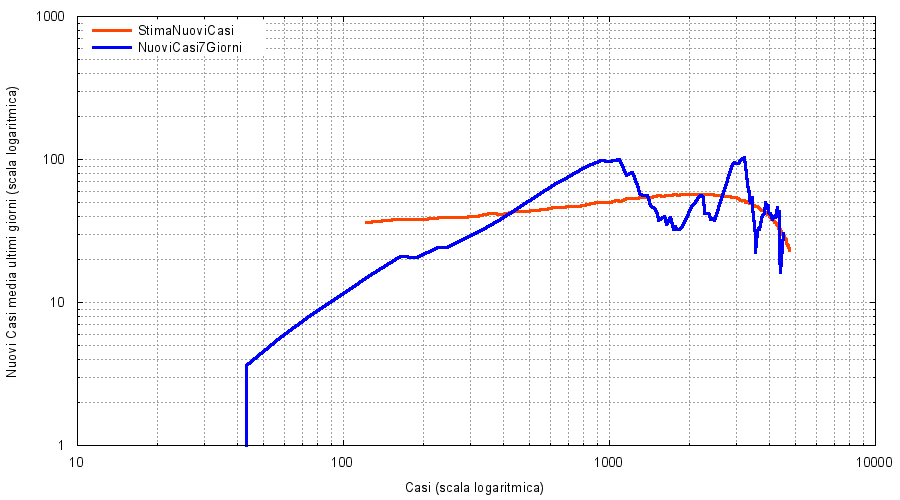 1000
StimaNuoviCasi
NuoviCasi7Giorni
100
10
1
Nuovi Casi media ultimi giorni (scala logaritmica)
10
100
1000
10000
Casi (scala logaritmica)